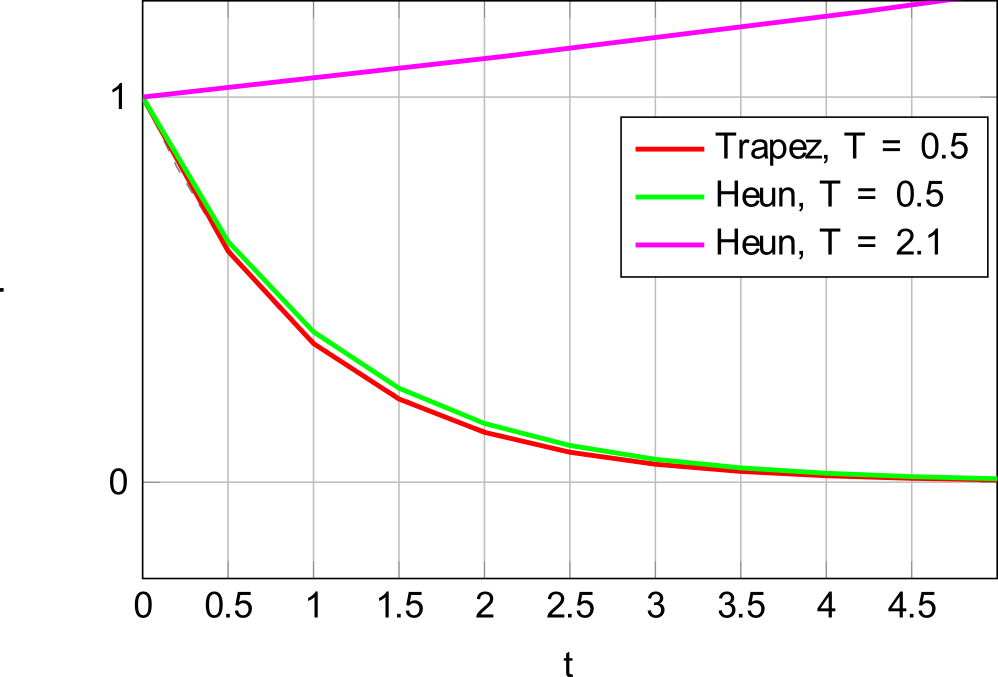 1
Trapez, T = 0.5
Heun, T = 0.5
Heun, T = 2.1
0
0 0.5 1 1.5 2 2.5 3 3.5 4 4.5
t